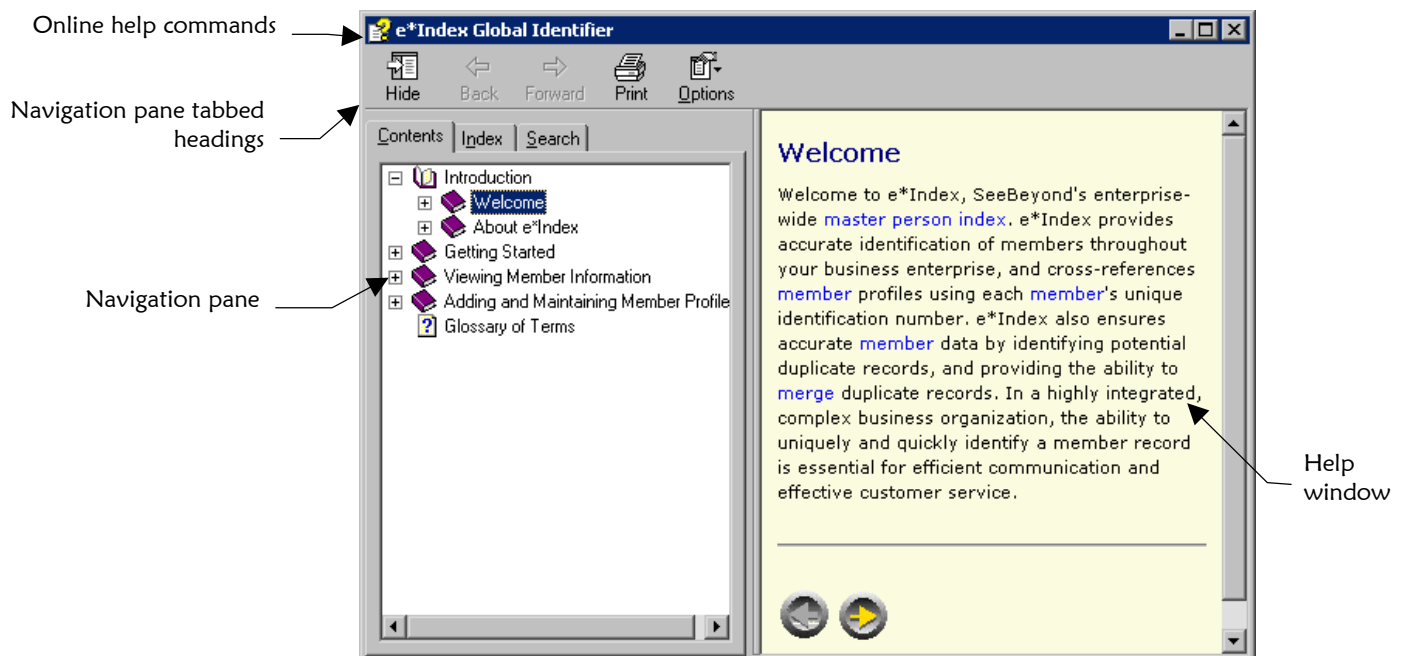 Online help commands
e*Index Global Identifier
Hide Back Forward Print Options
Navigation pane tabbed
headings
Contents Index Search
Introduction
Welcome
About e*Index
Getting Started
Viewing Member Information
Adding and Maintaining Member Profile
Glossary of Terms
Navigation pane
Welcome
Welcome to e*Index, SeeBeyond's enterprise-
wide master person index. e*Index provides
accurate identification of members throughout
your business enterprise, and cross-references
member profiles using each member's unique
identification number. e*Index also ensures
accurate member data by identifying potential
duplicate records, and providing the ability to
merge duplicate records. In a highly integrated,
complex business organization, the ability to
uniquely and quickly identify a member record
is essential for efficient communication and
effective customer service.
Help
window